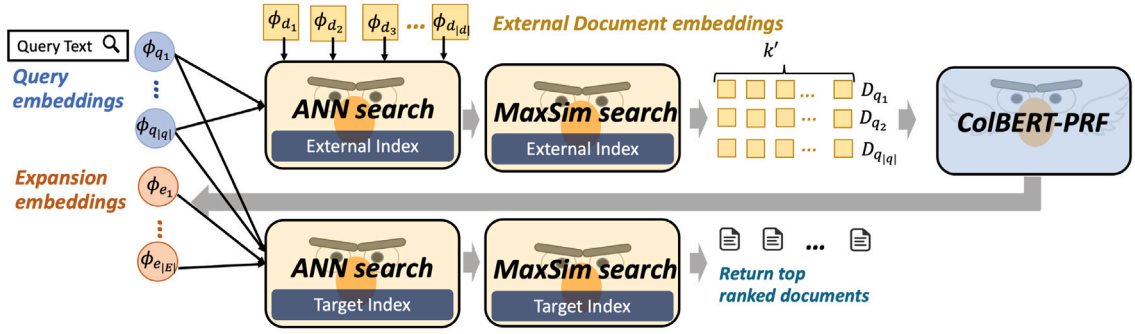 ϕ_{d_1} ϕ_{d_2} ϕ_{d_3} ... ϕ_{d_{|d|}} External Document embeddings
Query Text
ϕ_{q_1}
Query
embeddings
...
ϕ_{q_{|q|}}
ANN search
External Index
MaxSim search
External Index
k′
... D_{q_1}
... D_{q_2}
... D_{q_{|q|}}
ColBERT-PRF
Expansion
embeddings
ϕ_{e_1}
...
ϕ_{e_{|E|}}
ANN search
Target Index
MaxSim search
Target Index
...
Return top
ranked documents